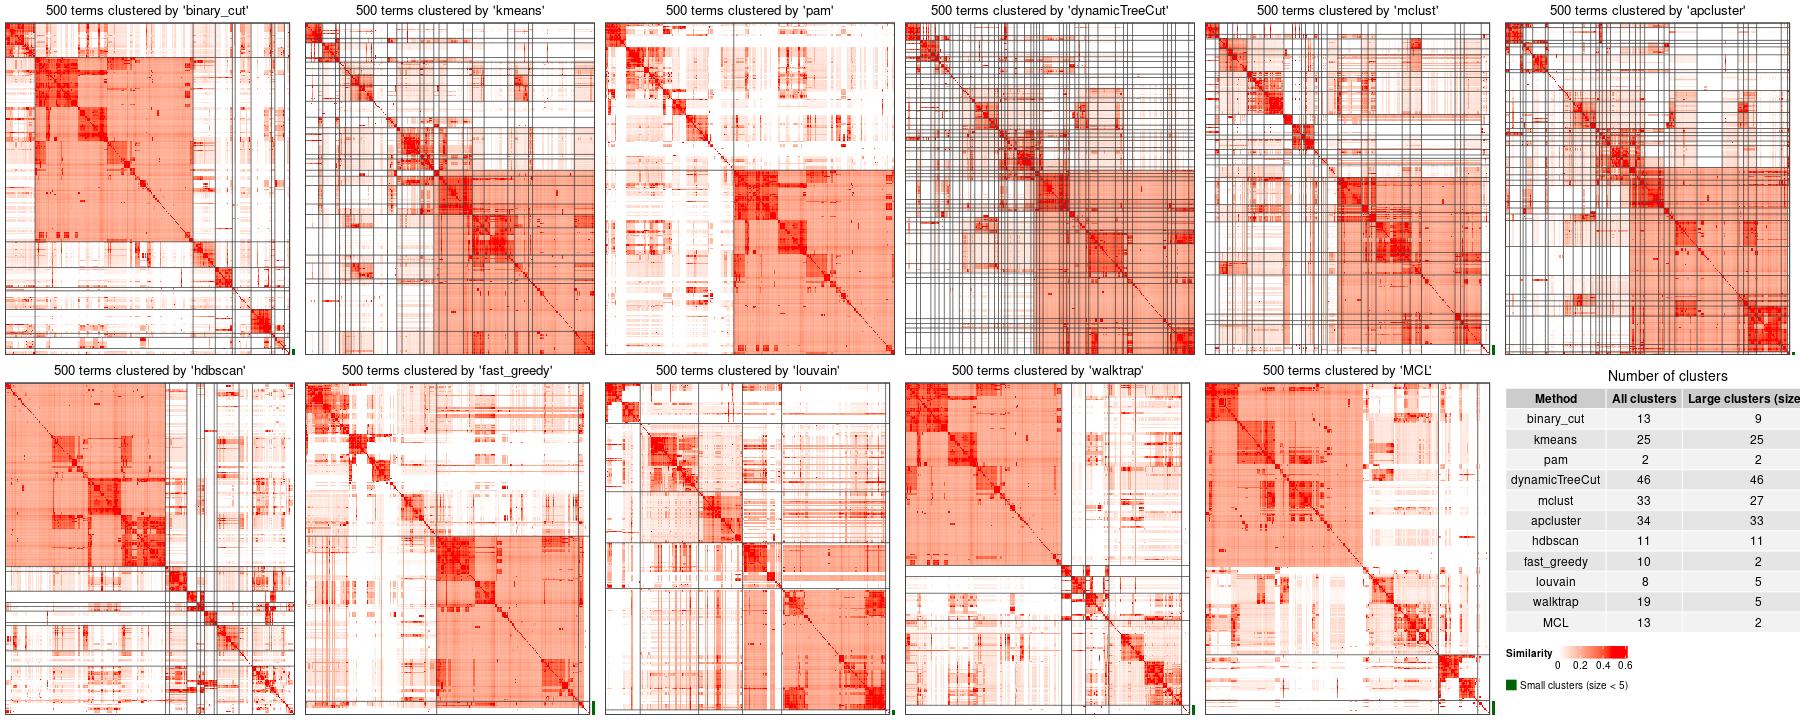 500 terms clustered by 'binary_cut'
500 terms clustered by 'kmeans'
500 terms clustered by 'pam'
500 terms clustered by 'dynamicTreeCut'
500 terms clustered by 'mclust'
500 terms clustered by 'apcluster'
500 terms clustered by 'hdbscan'
500 terms clustered by 'fast_greedy'
500 terms clustered by 'louvain'
500 terms clustered by 'walktrap'
500 terms clustered by 'MCL'
Number of clusters
Method All clusters Large clusters (size
binary_cut 13 9
kmeans 25 25
pam 2 2
dynamicTreeCut 46 46
mclust 33 27
apcluster 34 33
hdbscan 11 11
fast_greedy 10 2
louvain 8 5
walktrap 19 5
MCL 13 2
Similarity
0 0.2 0.4 0.6
Small clusters (size < 5)